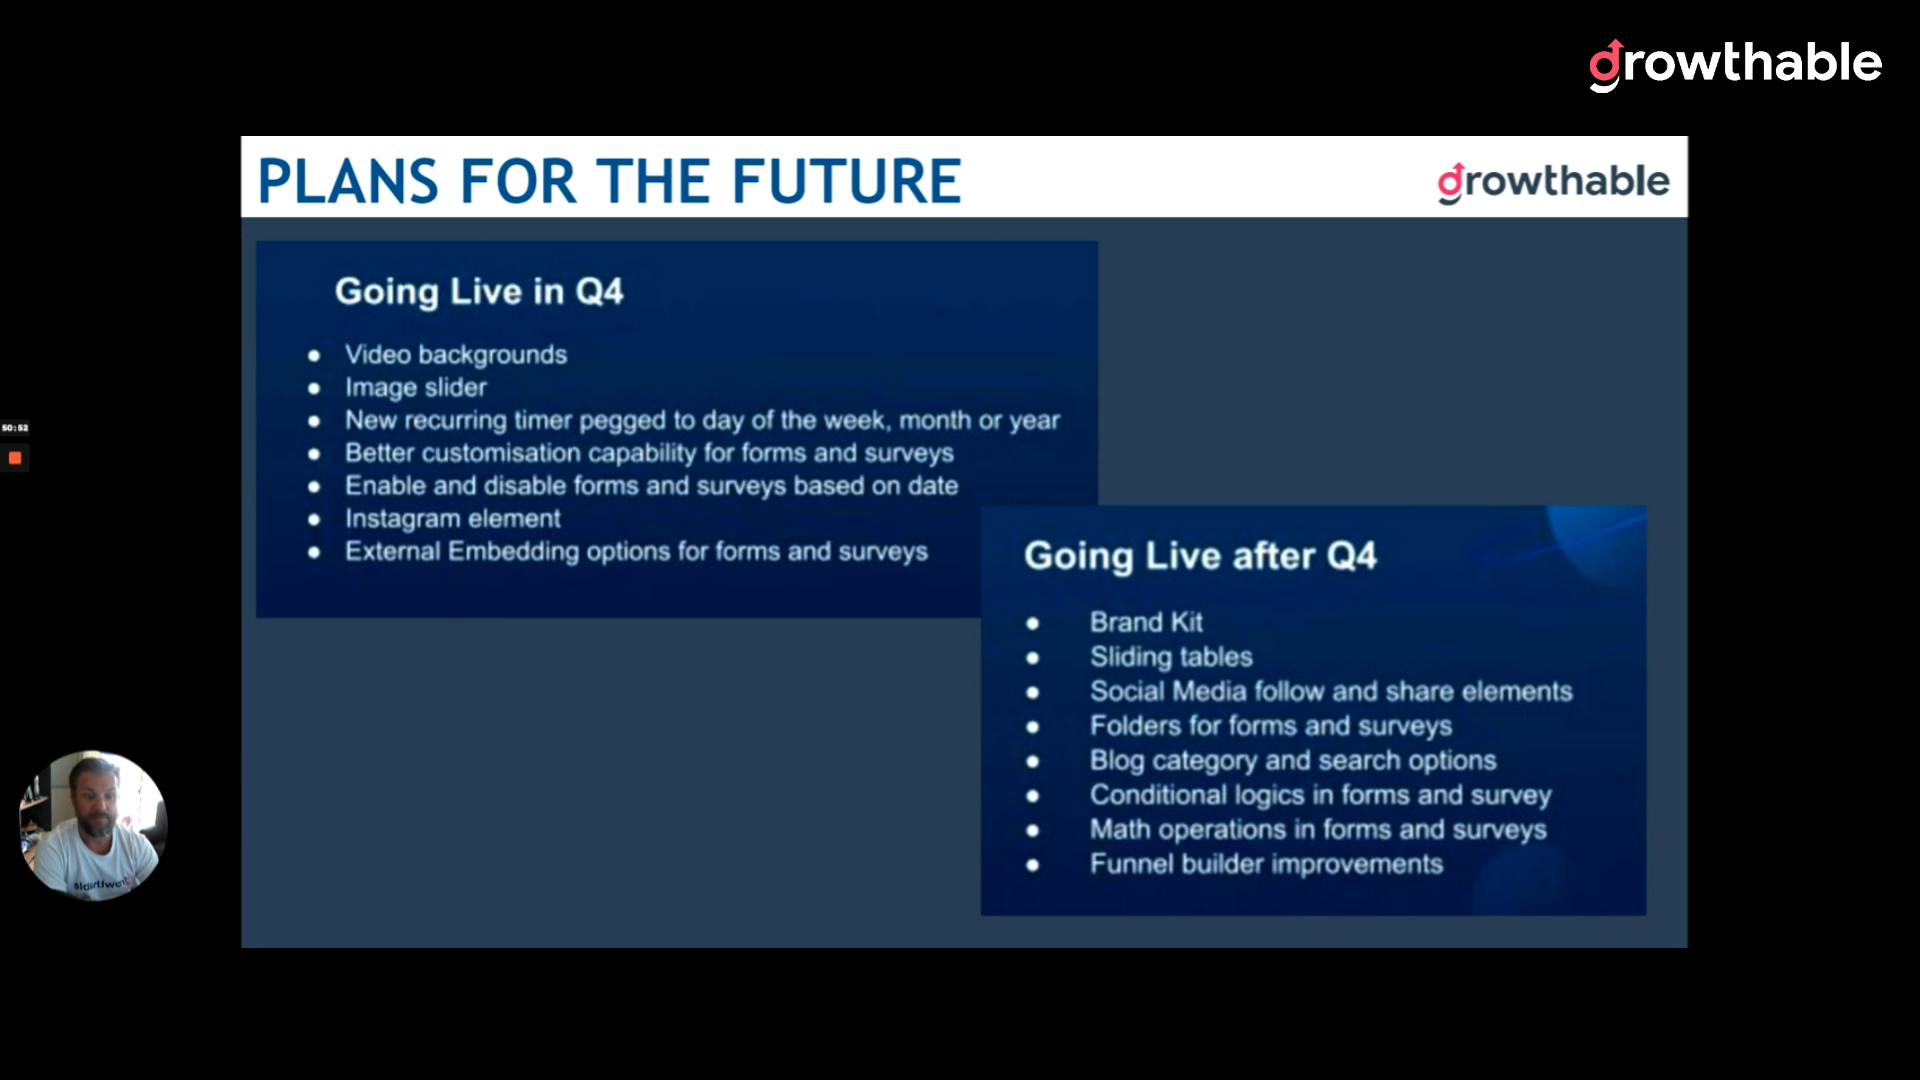 growthable
PLANS FOR THE FUTURE
growthable
Going Live in Q4
● Video backgrounds
● Image slider
● New recurring timer pegged to day of the week, month or year
● Better customisation capability for forms and surveys
● Enable and disable forms and surveys based on date
● Instagram element
● External Embedding options for forms and surveys
50:52
Going Live after Q4
● Brand Kit
● Sliding tables
● Social Media follow and share elements
● Folders for forms and surveys
● Blog category and search options
● Conditional logics in forms and survey
● Math operations in forms and surveys
● Funnel builder improvements
growthable